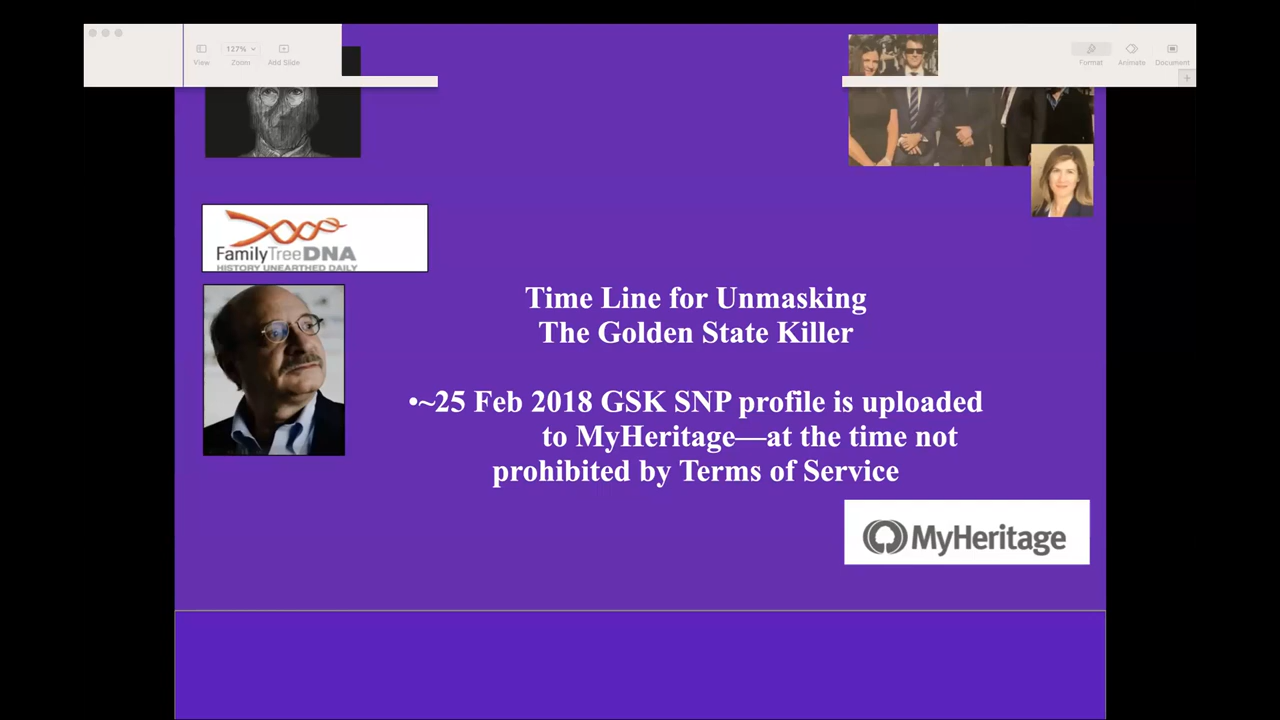 127%
View
Zoom
Add Slide
Format
Animate
Document
FamilyTreeDNA
HISTORY UNEARTHED DAILY
Time Line for Unmasking
The Golden State Killer
•~25 Feb 2018 GSK SNP profile is uploaded
to MyHeritage—at the time not
prohibited by Terms of Service
MyHeritage